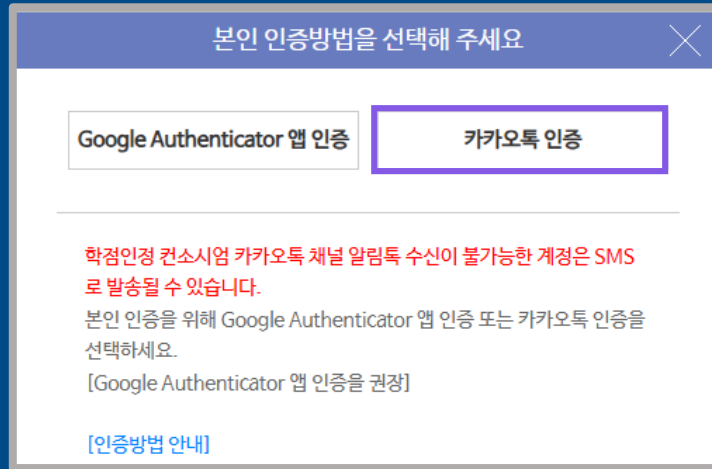 본인 인증방법을 선택해 주세요
Google Authenticator 앱 인증
카카오톡 인증
학점인정 컨소시엄 카카오톡 채널 알림톡 수신이 불가능한 계정은 SMS
로 발송될 수 있습니다.
본인 인증을 위해 Google Authenticator 앱 인증 또는 카카오톡 인증을
선택하세요.
[Google Authenticator 앱 인증을 권장]
[인증방법 안내]